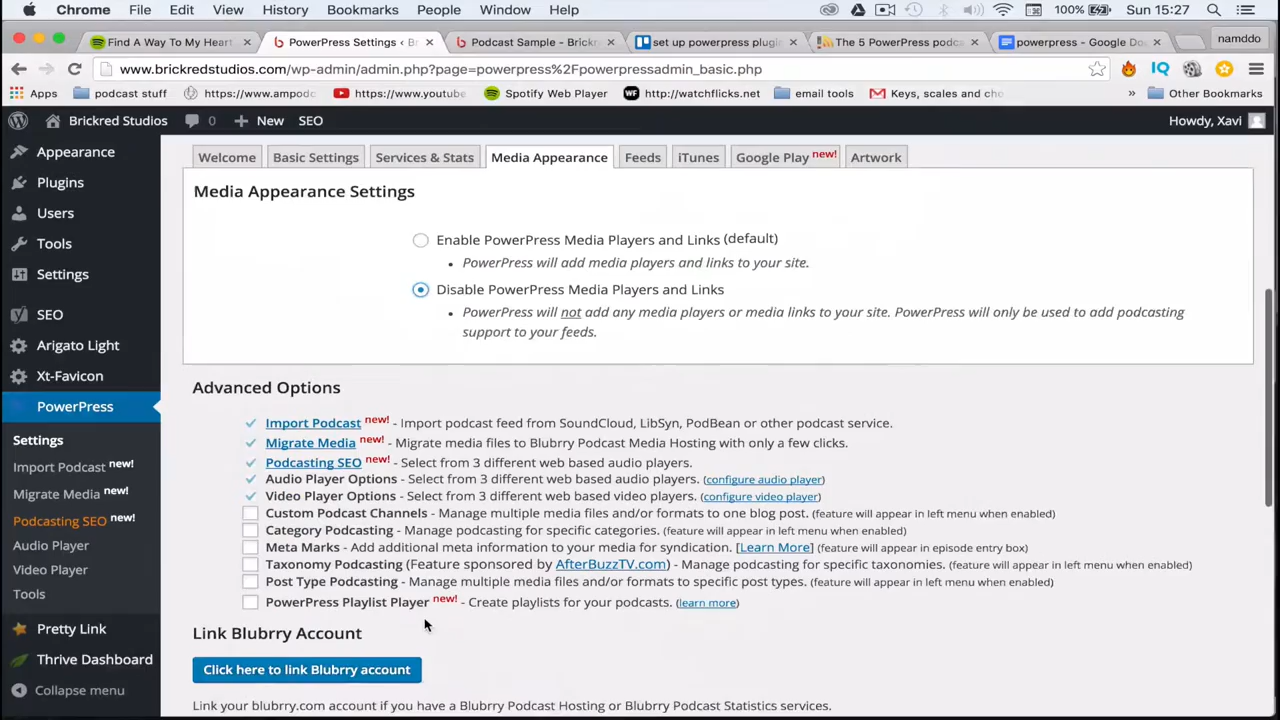 Chrome File Edit View History Bookmarks People Window Help 100% Sun 15:27
Find A Way To My Heart PowerPress Settings ‹ B Podcast Sample - Brickr set up powerpress plugi The 5 PowerPress podc powerpress - Google Do namddo
www.brickredstudios.com/wp-admin/admin.php?page=powerpress%2Fpowerpressadmin_basic.php
Apps podcast stuff https://www.ampodc https://www.youtube Spotify Web Player WF http://watchflicks.net email tools Keys, scales and cho » Other Bookmarks
Brickred Studios 0 New SEO Howdy, Xavi
Appearance
Plugins
Users
Tools
Settings
SEO
Arigato Light
Xt-Favicon
PowerPress
Settings
Import Podcast new!
Migrate Media new!
Podcasting SEO new!
Audio Player
Video Player
Tools
Pretty Link
Thrive Dashboard
Collapse menu
Welcome Basic Settings Services & Stats Media Appearance Feeds iTunes Google Play new! Artwork
Media Appearance Settings
Enable PowerPress Media Players and Links (default)
• PowerPress will add media players and links to your site.
Disable PowerPress Media Players and Links
• PowerPress will not add any media players or media links to your site. PowerPress will only be used to add podcasting
support to your feeds.
Advanced Options
Import Podcast new! - Import podcast feed from SoundCloud, LibSyn, PodBean or other podcast service.
Migrate Media new! - Migrate media files to Blubrry Podcast Media Hosting with only a few clicks.
Podcasting SEO new! - Select from 3 different web based audio players.
Audio Player Options - Select from 3 different web based audio players. (configure audio player)
Video Player Options - Select from 3 different web based video players. (configure video player)
Custom Podcast Channels - Manage multiple media files and/or formats to one blog post. (feature will appear in left menu when enabled)
Category Podcasting - Manage podcasting for specific categories. (feature will appear in left menu when enabled)
Meta Marks - Add additional meta information to your media for syndication. [Learn More] (feature will appear in episode entry box)
Taxonomy Podcasting (Feature sponsored by AfterBuzzTV.com) - Manage podcasting for specific taxonomies. (feature will appear in left menu when enabled)
Post Type Podcasting - Manage multiple media files and/or formats to specific post types. (feature will appear in left menu when enabled)
PowerPress Playlist Player new! - Create playlists for your podcasts. (learn more)
Link Blubrry Account
Click here to link Blubrry account
Link your blubrry.com account if you have a Blubrry Podcast Hosting or Blubrry Podcast Statistics services.